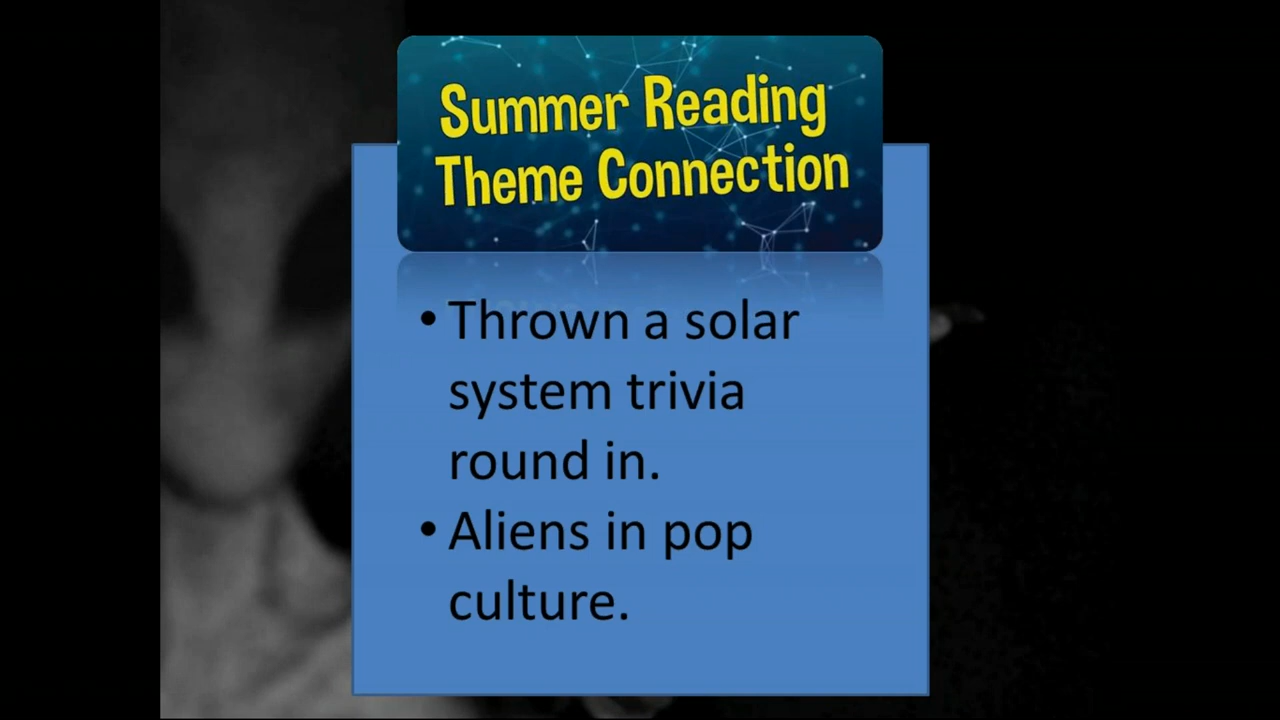 Summer Reading
Theme Connection
• Thrown a solar
system trivia
round in.
• Aliens in pop
culture.